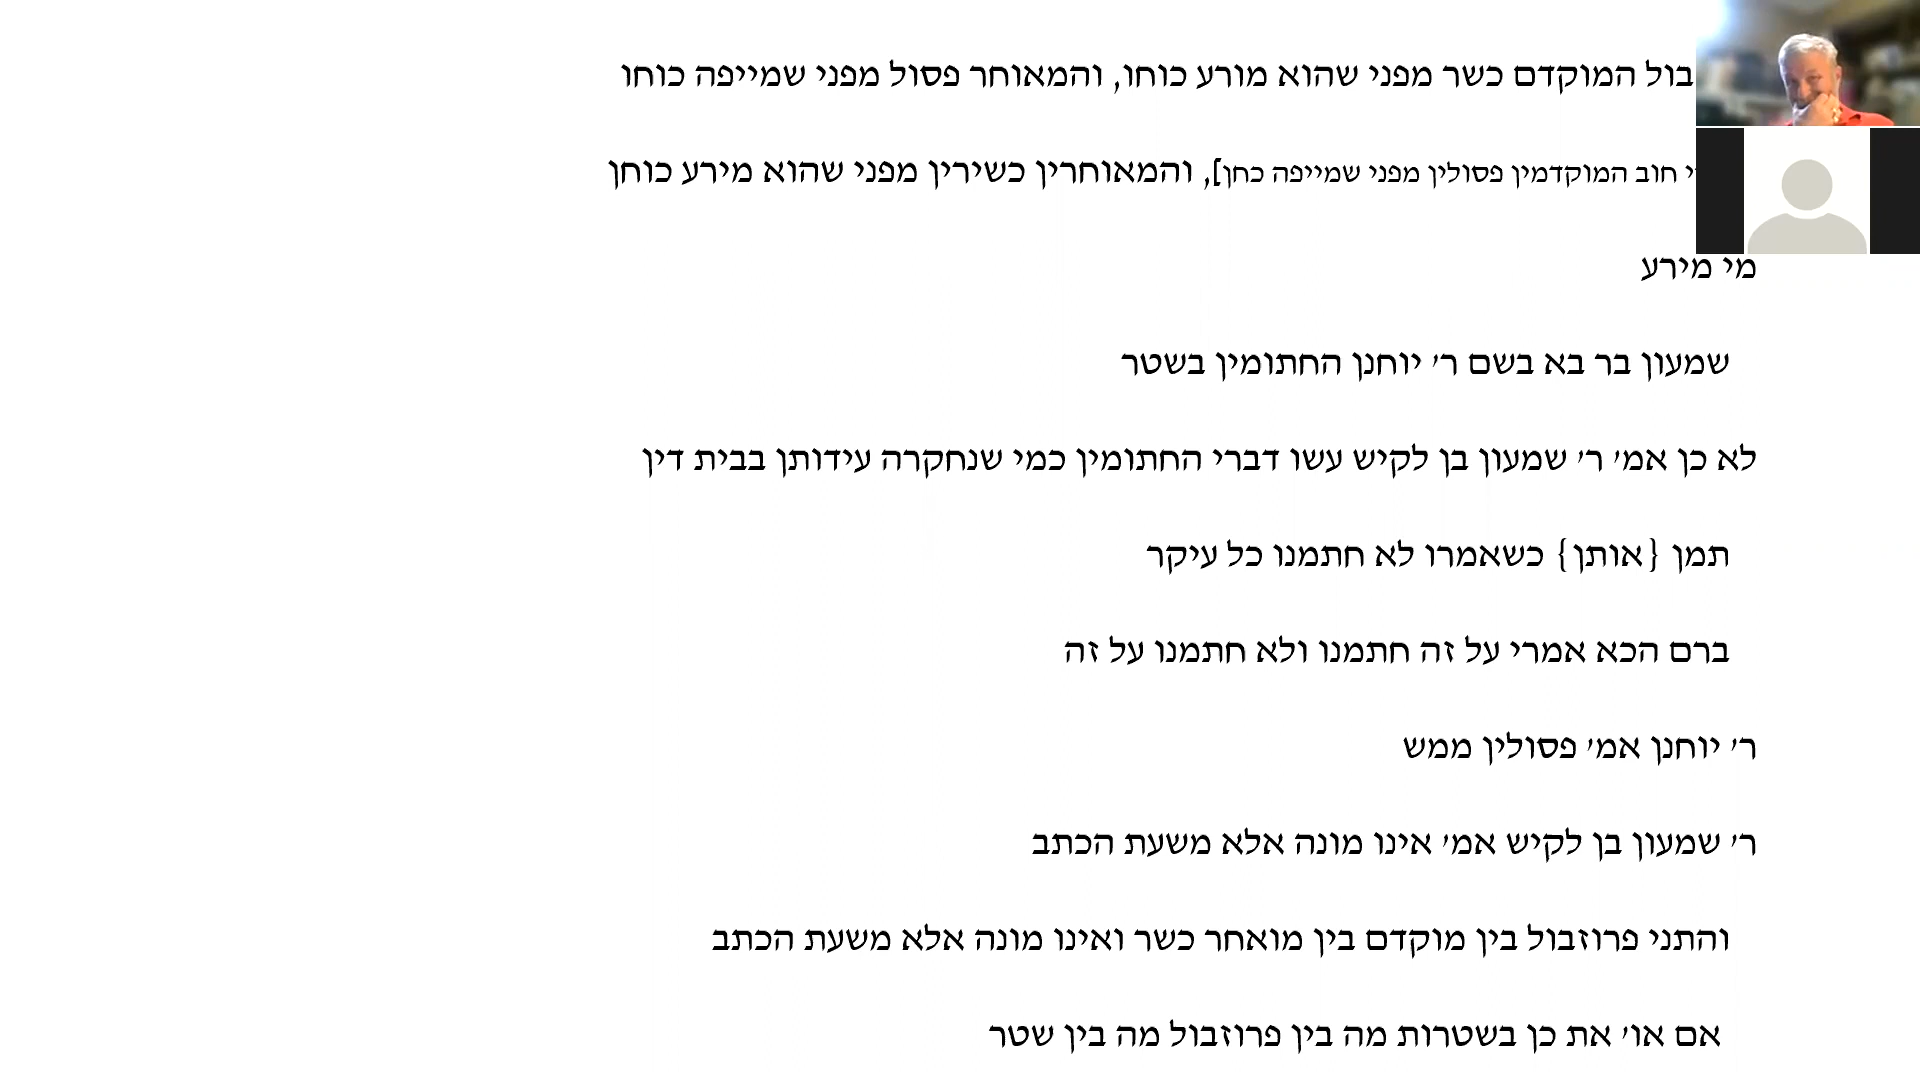 המוקדם כשר מפני שהוא מורע כוחו, והמאוחר פסול מפני שמייפה כוחו
חוב המוקדמין פסולין מפני שמייפה כחן], והמאוחרין כשירין מפני שהוא מירע כוחן
מי מירע
שמעון בר בא בשם ר׳ יוחנן החתומין בשטר
לא כן אמ׳ ר׳ שמעון בן לקיש עשו דברי החתומין כמי שנחקרה עידותן בבית דין
תמן {אותן} כשאמרו לא חתמנו כל עיקר
ברם הכא אמרי על זה חתמנו ולא חתמנו על זה
ר׳ יוחנן אמ׳ פסולין ממש
ר׳ שמעון בן לקיש אמ׳ אינו מונה אלא משעת הכתב
והתני פרוזבול בין מוקדם בין מואחר כשר ואינו מונה אלא משעת הכתב
אם או׳ את כן בשטרות מה בין פרוזבול מה בין שטר